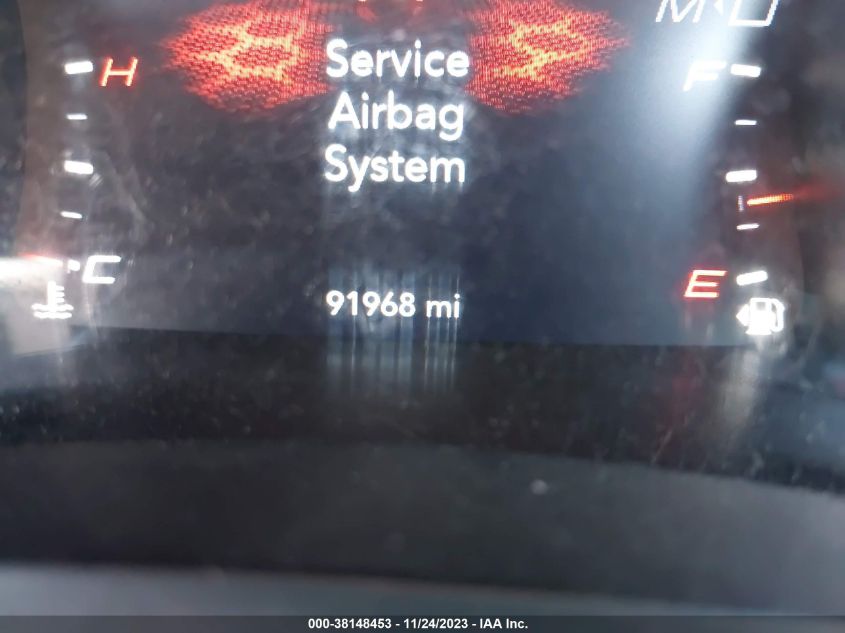 Service
H
F
Airbag
System
C
E
91968 mi
000-38148453 - 11/24/2023 - IAA Inc.